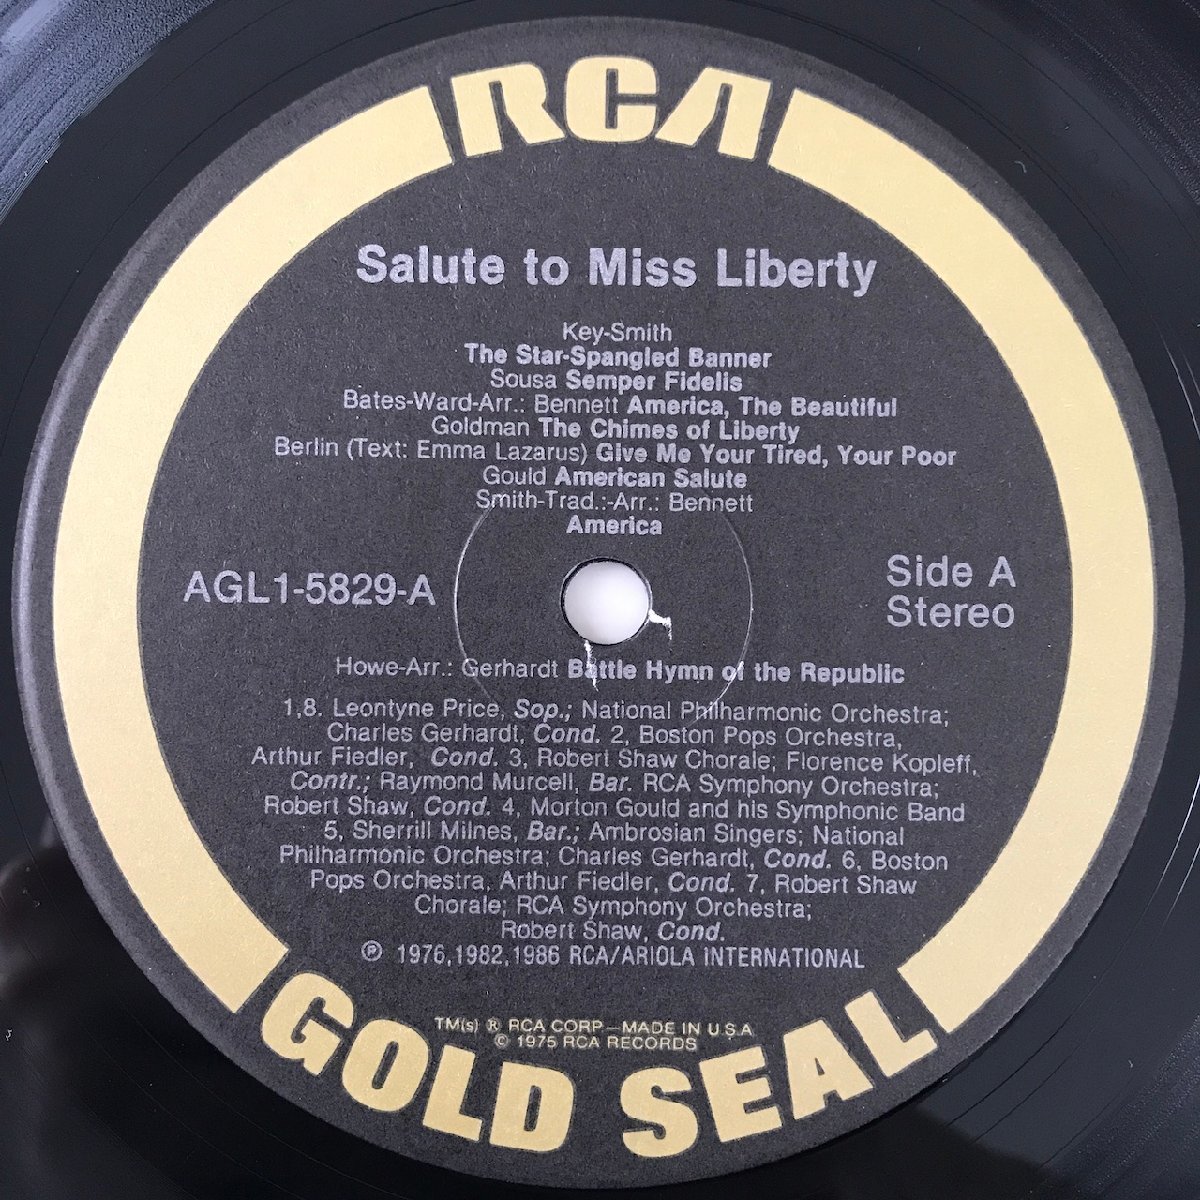 RCA
Salute to Miss Liberty
Key-Smith
The Star-Spangled Banner
Sousa Semper Fidelis
Bates-Ward-Arr.: Bennett America, The Beautiful
Goldman The Chimes of Liberty
Berlin (Text: Emma Lazarus) Give Me Your Tired, Your Poor
Gould American Salute
Smith-Trad.:-Arr.: Bennett
America
AGL1-5829-A
Side A
Stereo
Howe-Arr.: Gerhardt Battle Hymn of the Republic
1,8. Leontyne Price, Sop.; National Philharmonic Orchestra;
Charles Gerhardt, Cond. 2, Boston Pops Orchestra,
Arthur Fiedler, Cond. 3, Robert Shaw Chorale; Florence Kopleff,
Contr.; Raymond Murcell, Bar. RCA Symphony Orchestra;
Robert Shaw, Cond. 4, Morton Gould and his Symphonic Band
5, Sherrill Milnes, Bar.; Ambrosian Singers; National
Philharmonic Orchestra; Charles Gerhardt, Cond. 6, Boston
Pops Orchestra, Arthur Fiedler, Cond. 7, Robert Shaw
Chorale; RCA Symphony Orchestra;
Robert Shaw, Cond.
℗ 1976,1982,1986 RCA/ARIOLA INTERNATIONAL
TM(s) ® RCA CORP—MADE IN U.S.A
© 1975 RCA RECORDS
GOLD SEAL